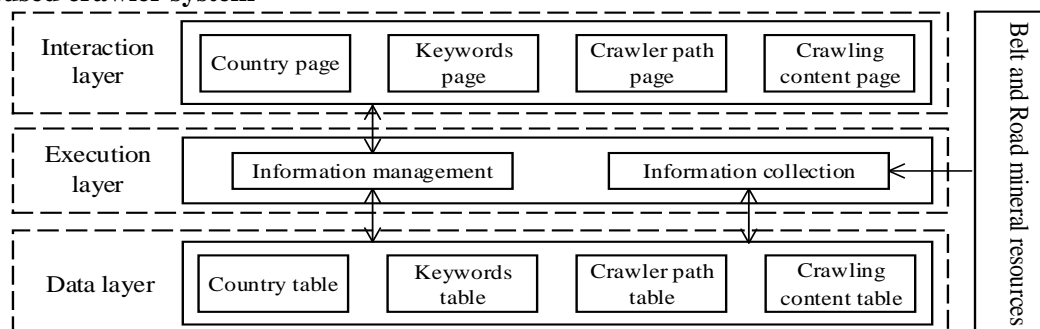 used crawler system
Interaction
layer
Country page
Keywords
page
Crawler path
page
Crawling
content page
Execution
layer
Information management
Information collection
Data layer
Country table
Keywords
table
Crawler path
table
Crawling
content table
Belt and Road mineral resources